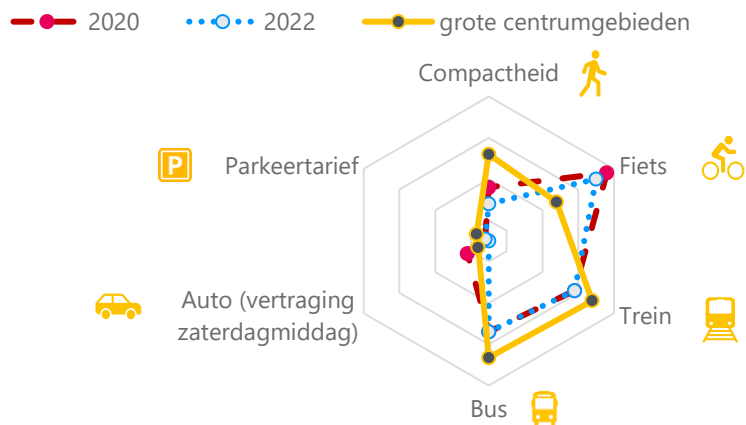 2020
2022
grote centrumgebieden
Compactheid
P
Parkeertarief
Fiets
Auto (vertraging
zaterdagmiddag)
Trein
Bus